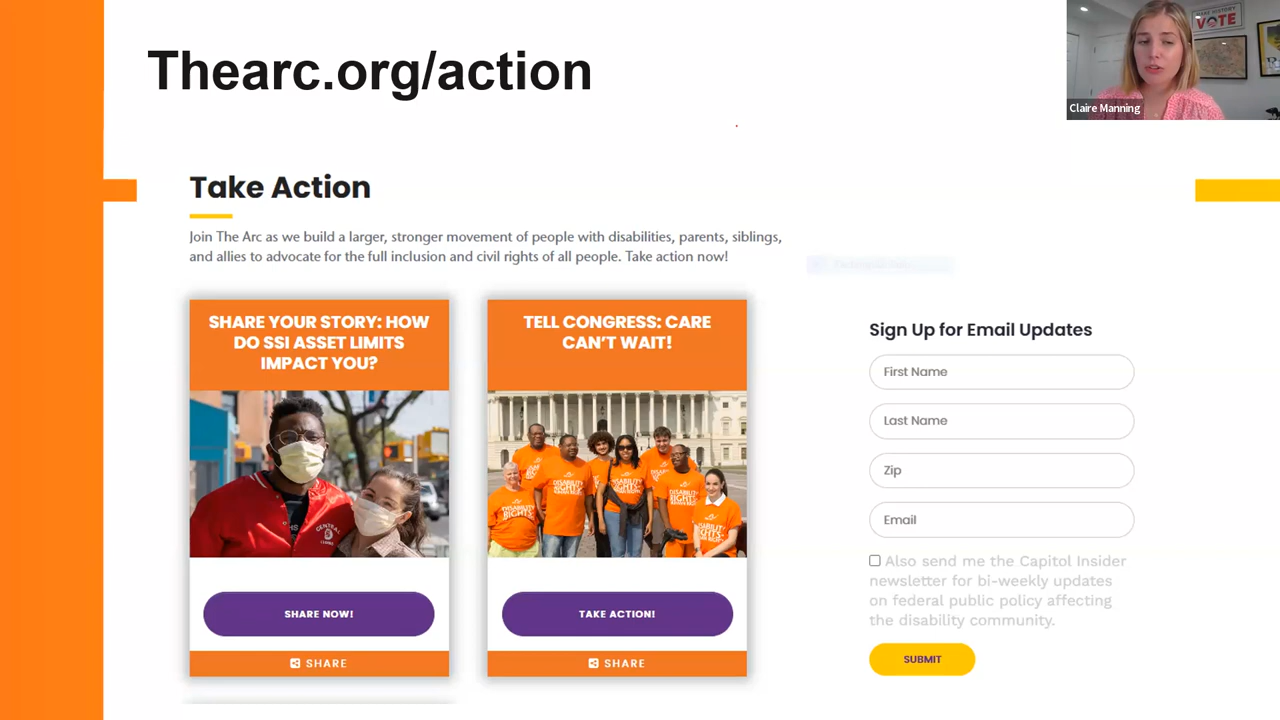 Thearc.org/action
VOTE
Claire Manning
Take Action
Join The Arc as we build a larger, stronger movement of people with disabilities, parents, siblings,
and allies to advocate for the full inclusion and civil rights of all people. Take action now!
SHARE YOUR STORY: HOW
DO SSI ASSET LIMITS
IMPACT YOU?
SHARE NOW!
SHARE
TELL CONGRESS: CARE
CAN'T WAIT!
TAKE ACTION!
SHARE
Sign Up for Email Updates
First Name
Last Name
Zip
Email
Also send me the Capitol Insider
newsletter for bi-weekly updates
on federal public policy affecting
the disability community.
SUBMIT